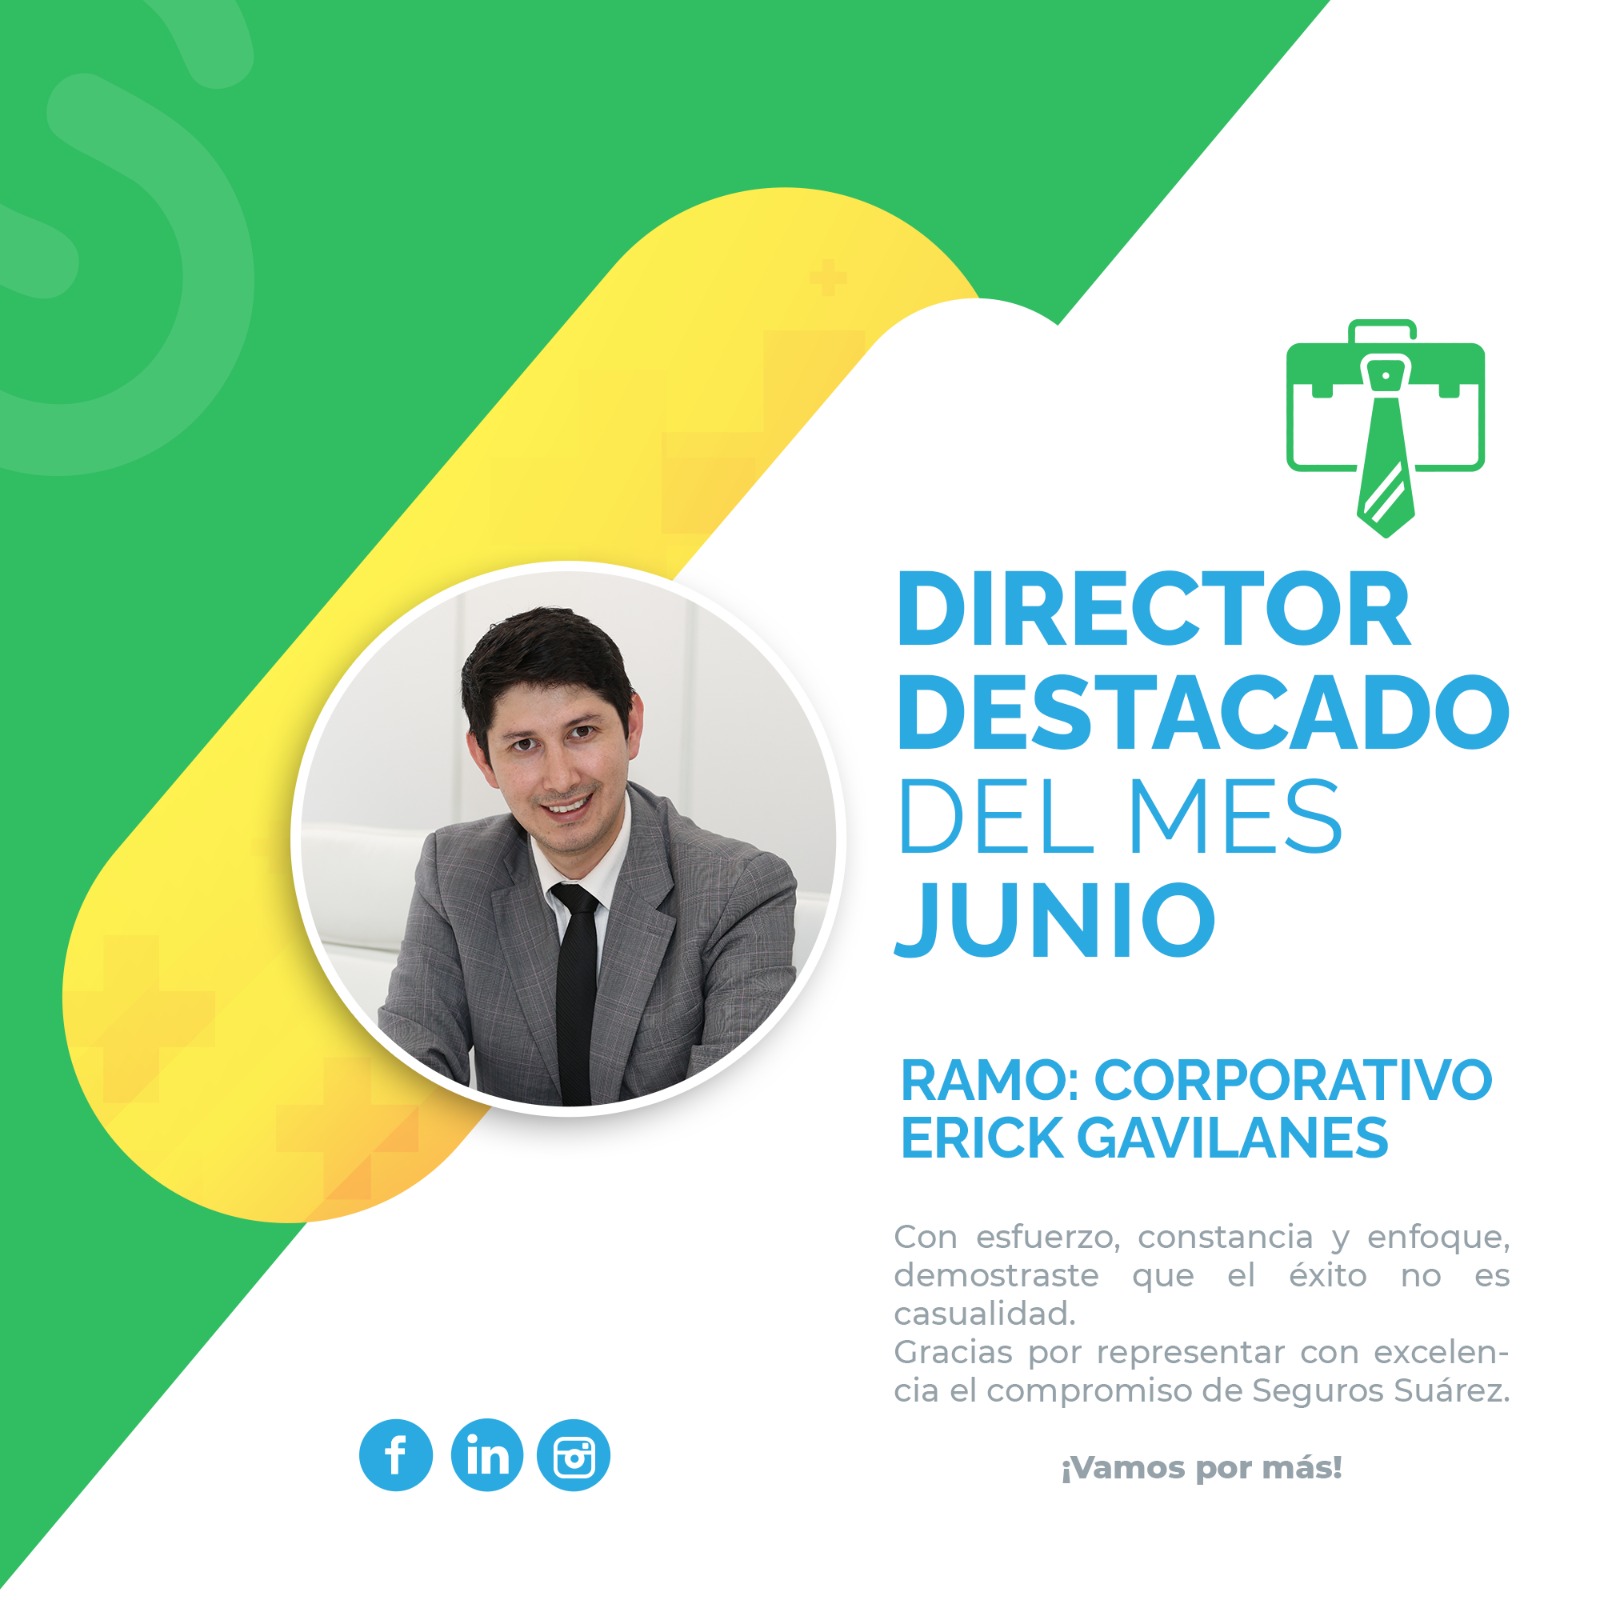 DIRECTOR
DESTACADO
DEL MES
JUNIO
RAMO: CORPORATIVO
ERICK GAVILANES
Con esfuerzo, constancia y enfoque,
demostraste que el éxito no es
casualidad.
Gracias por representar con excelen-
cia el compromiso de Seguros Suárez.
f in
¡Vamos por más!